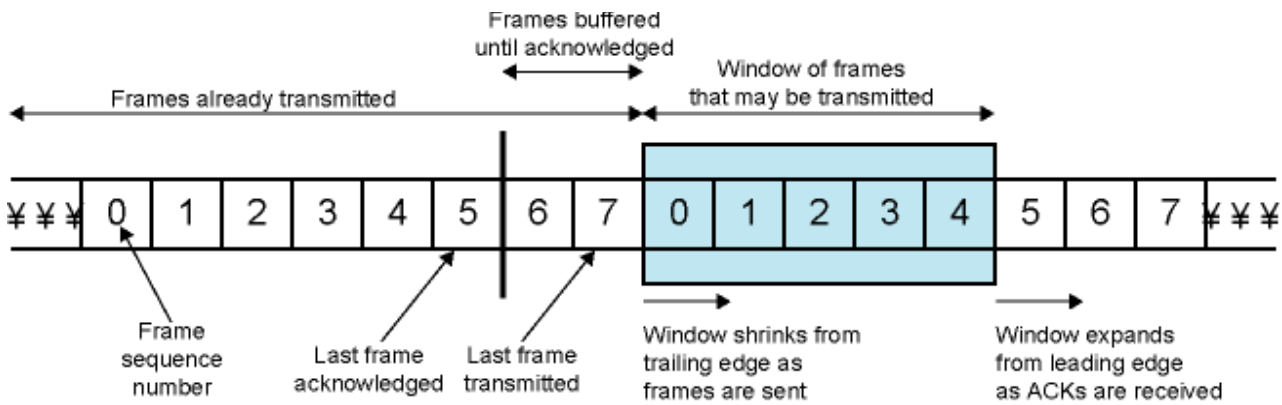 Frames buffered
until acknowledged
Window of frames
that may be transmitted
Frames already transmitted
¥ ¥ ¥ 0 1 2 3 4 5 6 7 0 1 2 3 4 5 6 7 ¥ ¥ ¥
Frame
sequence
number
Last frame
acknowledged
Last frame
transmitted
Window shrinks from
trailing edge as
frames are sent
Window expands
from leading edge
as ACKs are received